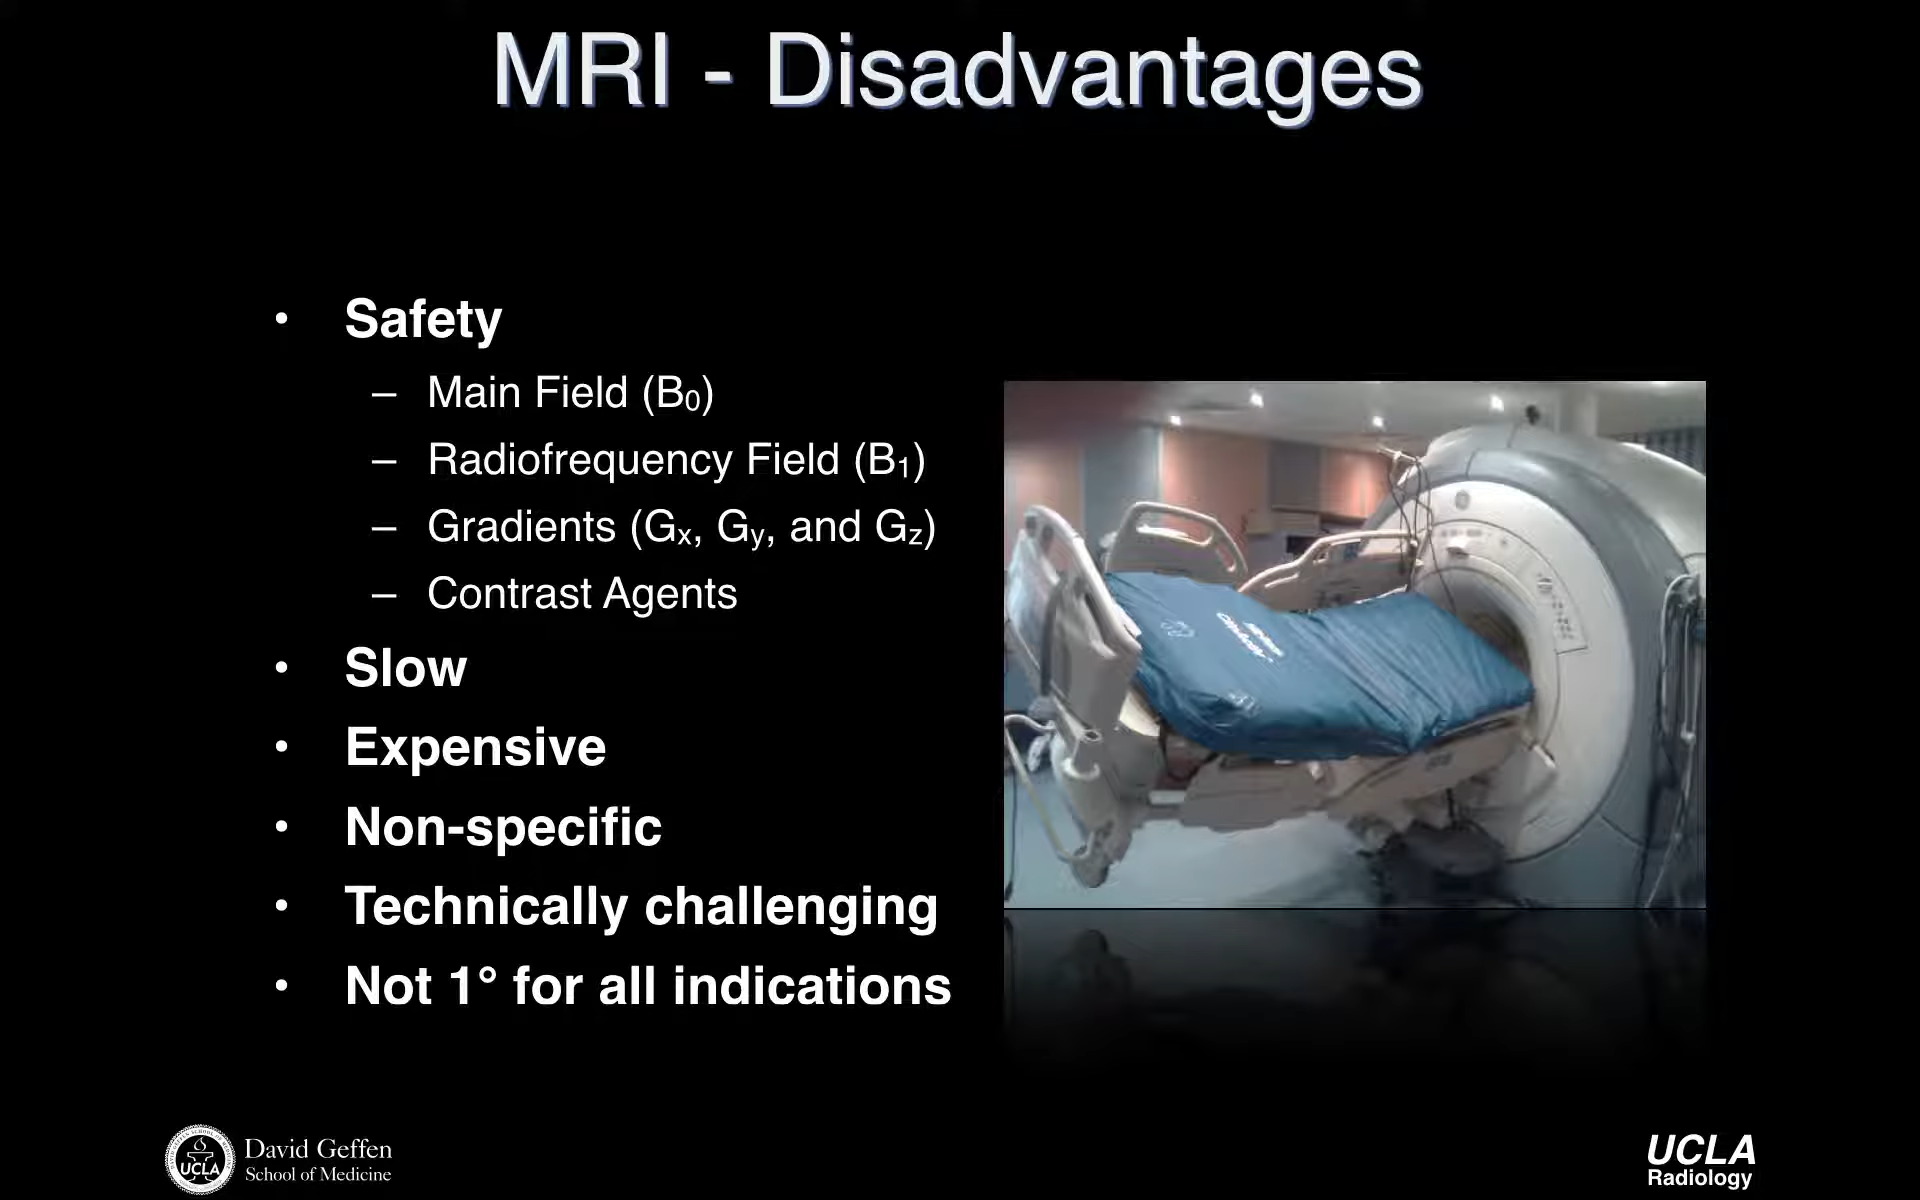 MRI - Disadvantages
• Safety
– Main Field (B₀)
– Radiofrequency Field (B₁)
– Gradients (Gₓ, Gᵧ, and G_z)
– Contrast Agents
• Slow
• Expensive
• Non-specific
• Technically challenging
• Not 1° for all indications
UCLA
David Geffen
School of Medicine
UCLA
Radiology